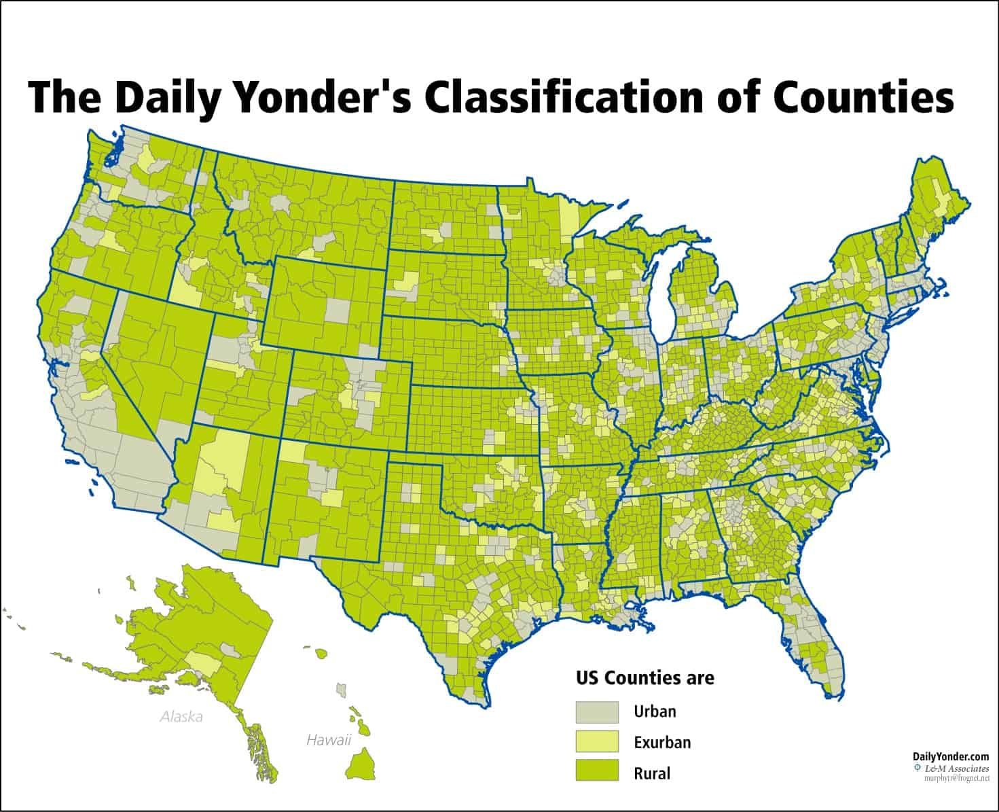 The Daily Yonder's Classification of Counties
Alaska
Hawaii
US Counties are
Urban
Exurban
Rural
DailyYonder.com
L&M Associates
murphytr@frognet.net